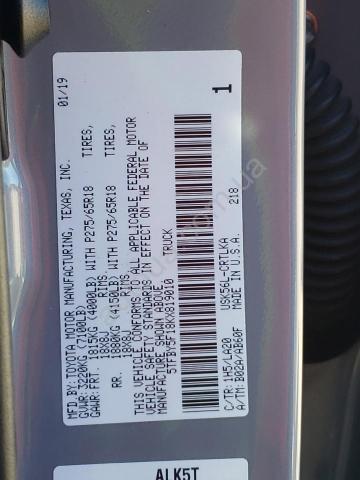 MFD.BY:TOYOTA MOTOR MANUFACTURING, TEXAS, INC. 01/19
GVWR: 3220KG (7100LB)
GAWR: FRT. 1815KG (4000LB) WITH P275/65R18 TIRES,
18X8J RIMS
RR. 1880KG (4150LB) WITH P275/65R18 TIRES,
18X8J RIMS
THIS VEHICLE CONFORMS TO ALL APPLICABLE FEDERAL MOTOR
VEHICLE SAFETY STANDARDS IN EFFECT ON THE DATE OF
MANUFACTURE SHOWN ABOVE.
5TFBY5F18KX819010 TRUCK
1
C/TR: 1H5/LA20 USK56L-CRTLKA
A/TM: B02A/AB60F MADE IN U.S.A. 218
ALK5T